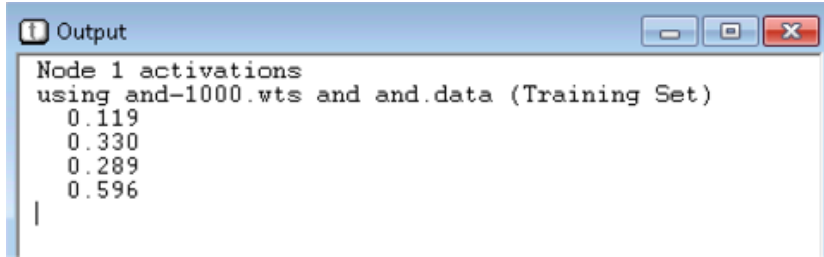 Output
Node 1 activations
using and-1000.wts and and.data (Training Set)
0.119
0.330
0.289
0.596